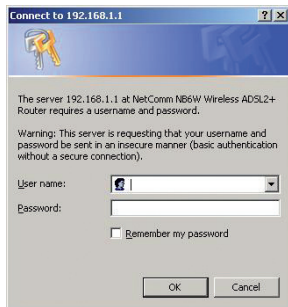 Connect to 192.168.1.1
The server 192.168.1.1 at NetComm NB6W Wireless ADSL2+
Router requires a username and password.
Warning: This server is requesting that your username and
password be sent in an insecure manner (basic authentication
without a secure connection).
User name:
Password:
Remember my password
OK Cancel